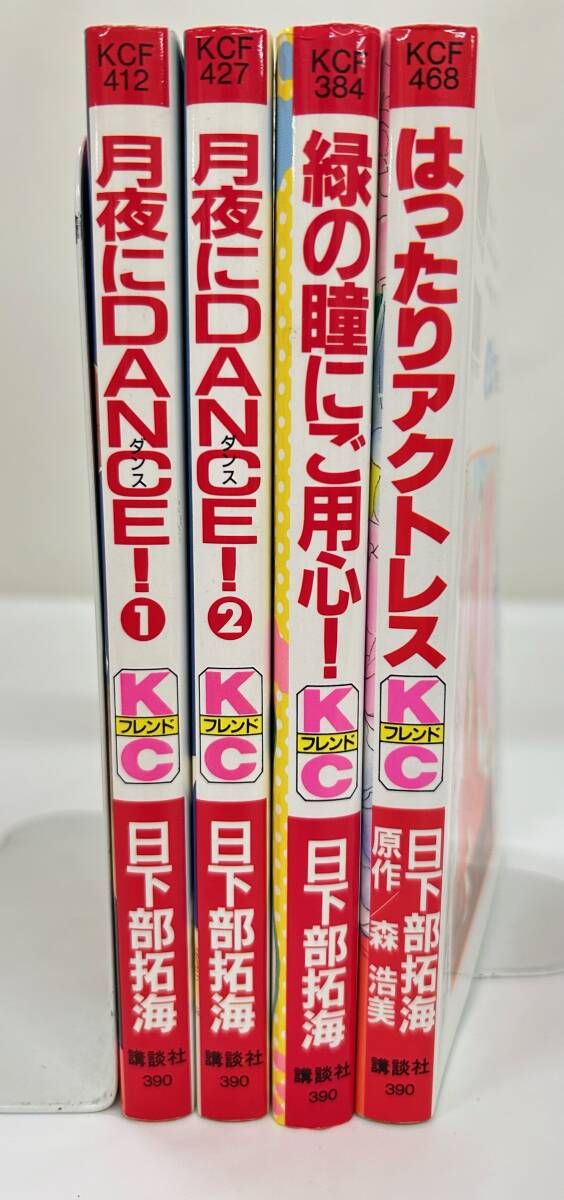 KCF
412
月夜にDANCE!
ダンス
1
K
フレンド
C
日下部拓海
講談社
390
KCF
427
月夜にDANCE!
ダンス
2
K
フレンド
C
日下部拓海
講談社
390
KCF
384
緑の瞳にご用心!
K
フレンド
C
日下部拓海
講談社
390
KCF
468
はったりアクトレス
K
フレンド
C
日下部拓海
原作/森 浩美
講談社
390